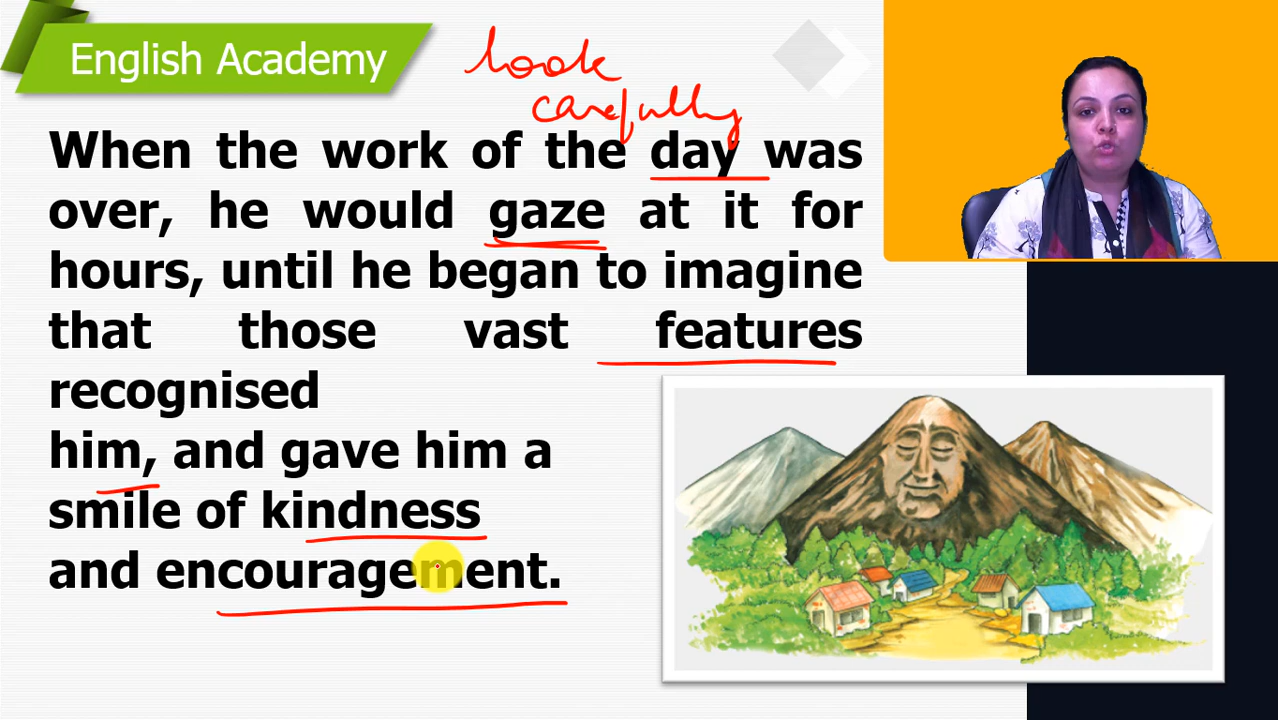 English Academy
look
carefully
When the work of the day was
over, he would gaze at it for
hours, until he began to imagine
that those vast features
recognised
him, and gave him a
smile of kindness
and encouragement.